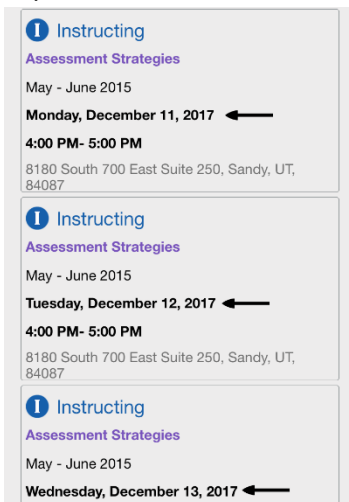 I Instructing
Assessment Strategies
May - June 2015
Monday, December 11, 2017
4:00 PM- 5:00 PM
8180 South 700 East Suite 250, Sandy, UT,
84087
I Instructing
Assessment Strategies
May - June 2015
Tuesday, December 12, 2017
4:00 PM- 5:00 PM
8180 South 700 East Suite 250, Sandy, UT,
84087
I Instructing
Assessment Strategies
May - June 2015
Wednesday, December 13, 2017